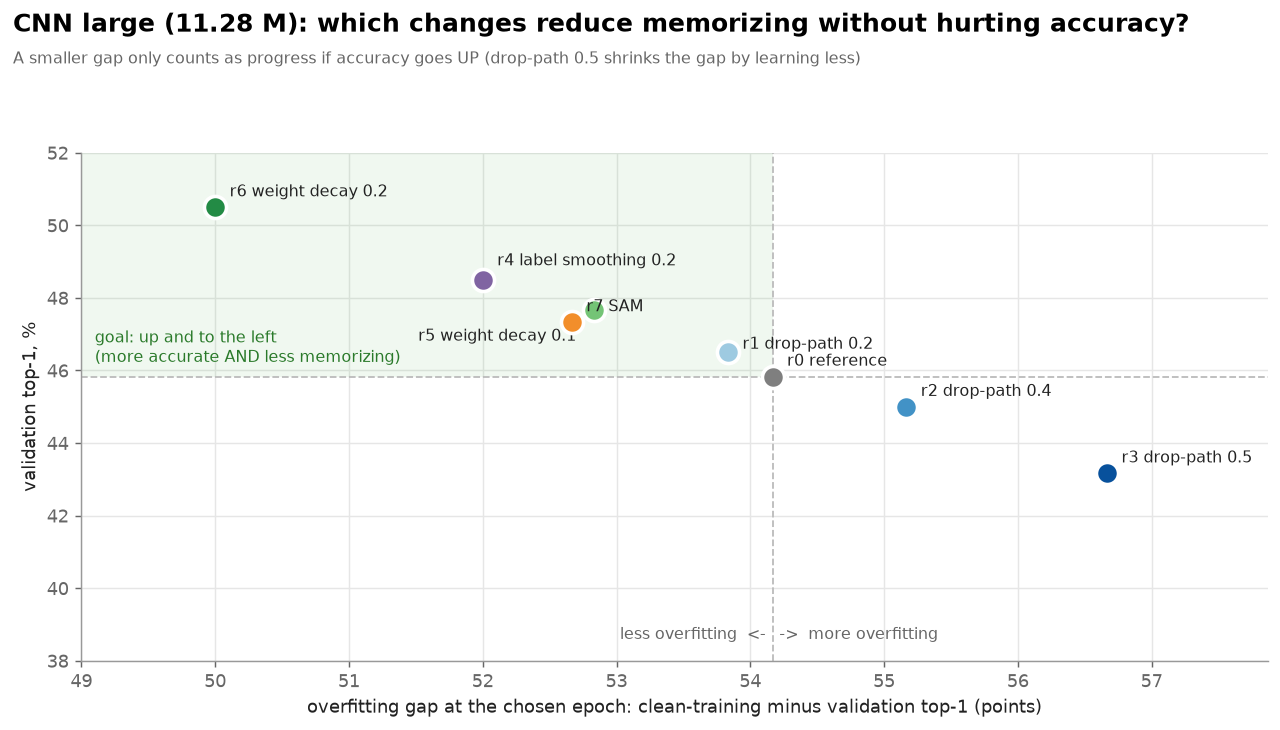 CNN large (11.28 M): which changes reduce memorizing without hurting accuracy?
A smaller gap only counts as progress if accuracy goes UP (drop-path 0.5 shrinks the gap by learning less)
52
r6 weight decay 0.2
50
r4 label smoothing 0.2
48
r7 SAM
r5 weight decay 0.1
goal: up and to the left
(more accurate AND less memorizing)
r1 drop-path 0.2
r0 reference
46
r2 drop-path 0.4
44
r3 drop-path 0.5
42
40
38
validation top-1, %
less overfitting <- -> more overfitting
49 50 51 52 53 54 55 56 57
overfitting gap at the chosen epoch: clean-training minus validation top-1 (points)